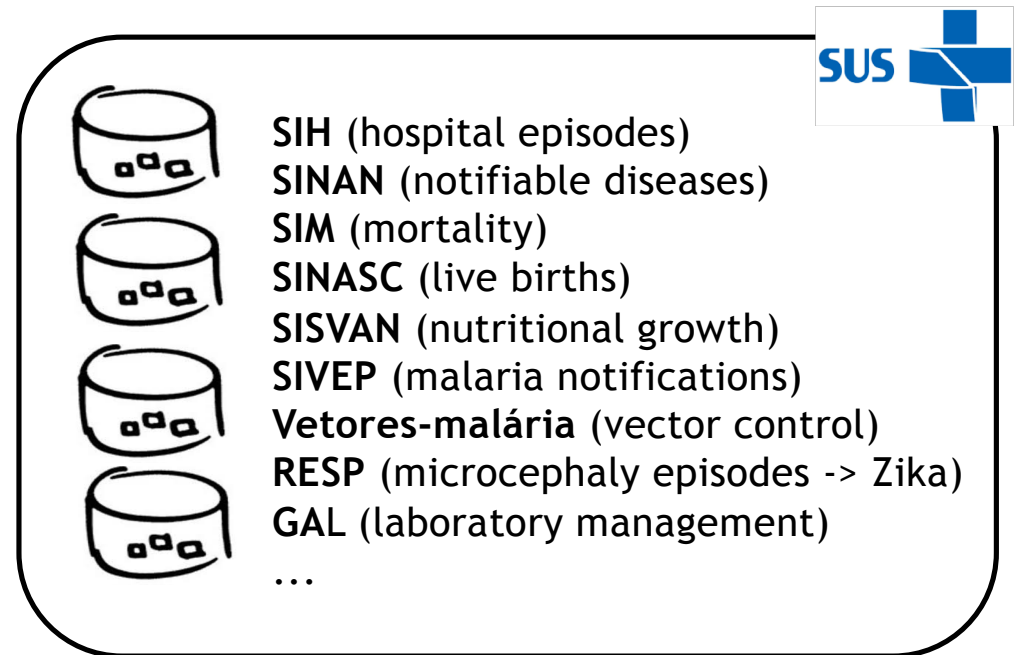 SUS
SIH (hospital episodes)
SINAN (notifiable diseases)
SIM (mortality)
SINASC (live births)
SISVAN (nutritional growth)
SIVEP (malaria notifications)
Vetores-malária (vector control)
RESP (microcephaly episodes -> Zika)
GAL (laboratory management)
...